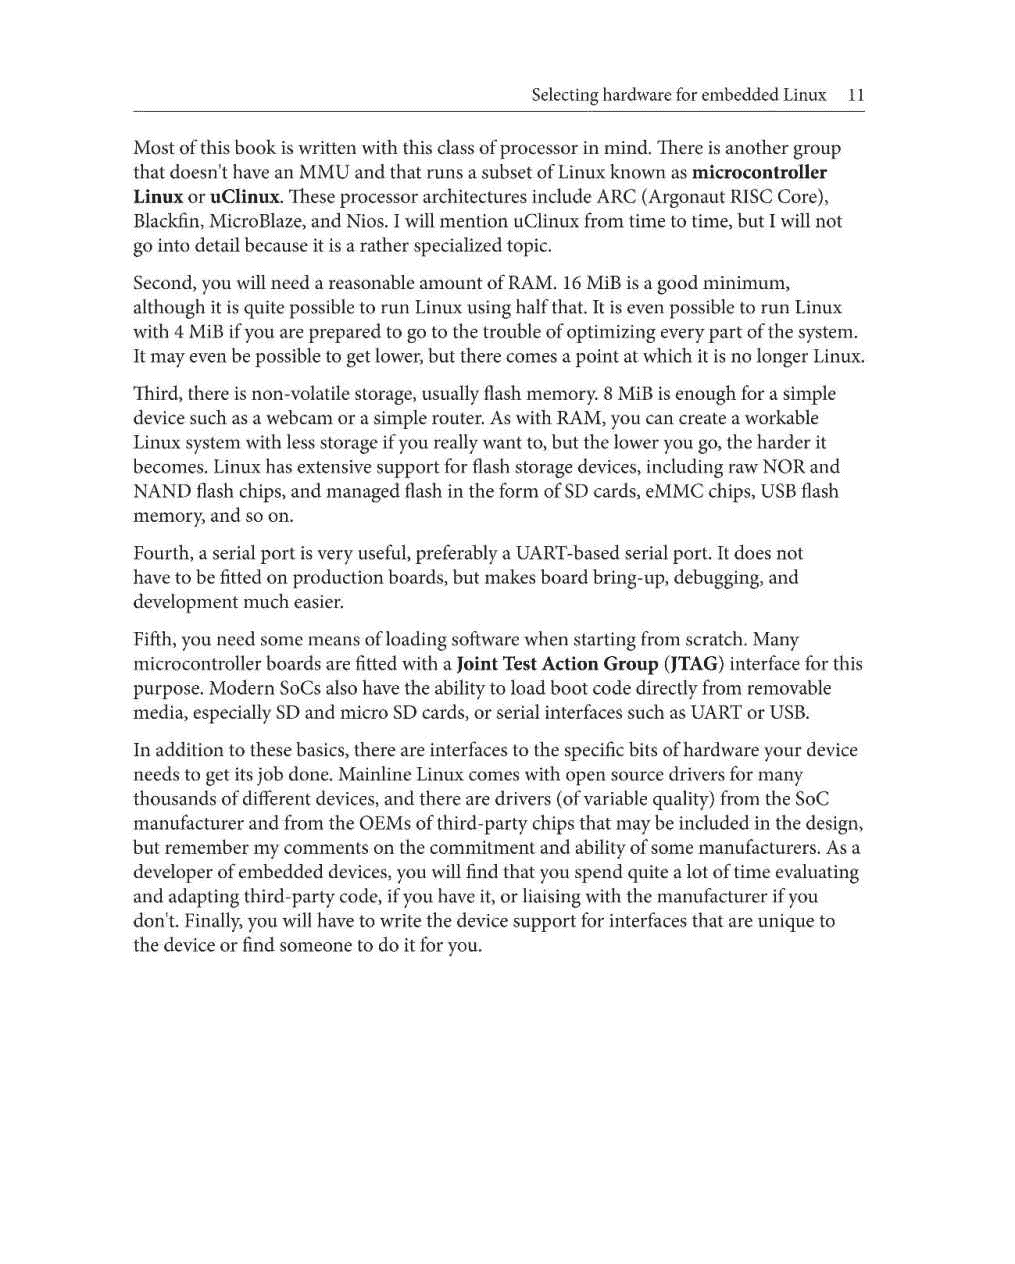 Selecting hardware for embedded Linux 11
Most of this book is written with this class of processor in mind. There is another group
that doesn't have an MMU and that runs a subset of Linux known as microcontroller
Linux or uClinux. These processor architectures include ARC (Argonaut RISC Core),
Blackfin, MicroBlaze, and Nios. I will mention uClinux from time to time, but I will not
go into detail because it is a rather specialized topic.
Second, you will need a reasonable amount of RAM. 16 MiB is a good minimum,
although it is quite possible to run Linux using half that. It is even possible to run Linux
with 4 MiB if you are prepared to go to the trouble of optimizing every part of the system.
It may even be possible to get lower, but there comes a point at which it is no longer Linux.
Third, there is non-volatile storage, usually flash memory. 8 MiB is enough for a simple
device such as a webcam or a simple router. As with RAM, you can create a workable
Linux system with less storage if you really want to, but the lower you go, the harder it
becomes. Linux has extensive support for flash storage devices, including raw NOR and
NAND flash chips, and managed flash in the form of SD cards, eMMC chips, USB flash
memory, and so on.
Fourth, a serial port is very useful, preferably a UART-based serial port. It does not
have to be fitted on production boards, but makes board bring-up, debugging, and
development much easier.
Fifth, you need some means of loading software when starting from scratch. Many
microcontroller boards are fitted with a Joint Test Action Group (JTAG) interface for this
purpose. Modern SoCs also have the ability to load boot code directly from removable
media, especially SD and micro SD cards, or serial interfaces such as UART or USB.
In addition to these basics, there are interfaces to the specific bits of hardware your device
needs to get its job done. Mainline Linux comes with open source drivers for many
thousands of different devices, and there are drivers (of variable quality) from the SoC
manufacturer and from the OEMs of third-party chips that may be included in the design,
but remember my comments on the commitment and ability of some manufacturers. As a
developer of embedded devices, you will find that you spend quite a lot of time evaluating
and adapting third-party code, if you have it, or liaising with the manufacturer if you
don't. Finally, you will have to write the device support for interfaces that are unique to
the device or find someone to do it for you.